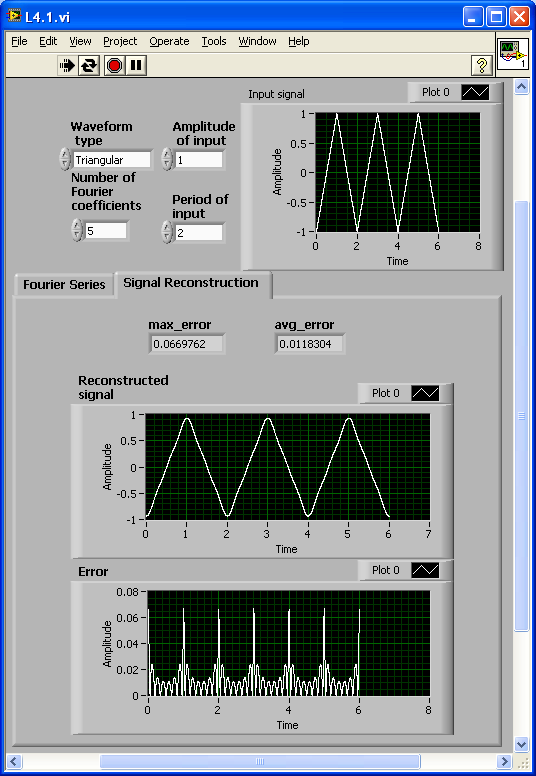 L4.1.vi
File Edit View Project Operate Tools Window Help
1
Input signal
Plot 0
Waveform
type
Triangular
Amplitude
of input
1
Number of
Fourier
coefficients
5
Period of
input
2
1
0.5
0
-0.5
-1
Amplitude
0 2 4 6 8
Time
Fourier Series
Signal Reconstruction
max_error
0.0669762
avg_error
0.0118304
Reconstructed
signal
Plot 0
1
0.5
0
-0.5
-1
Amplitude
0 1 2 3 4 5 6 7
Time
Error
Plot 0
0.08
0.06
0.04
0.02
0
Amplitude
0 2 4 6 8
Time